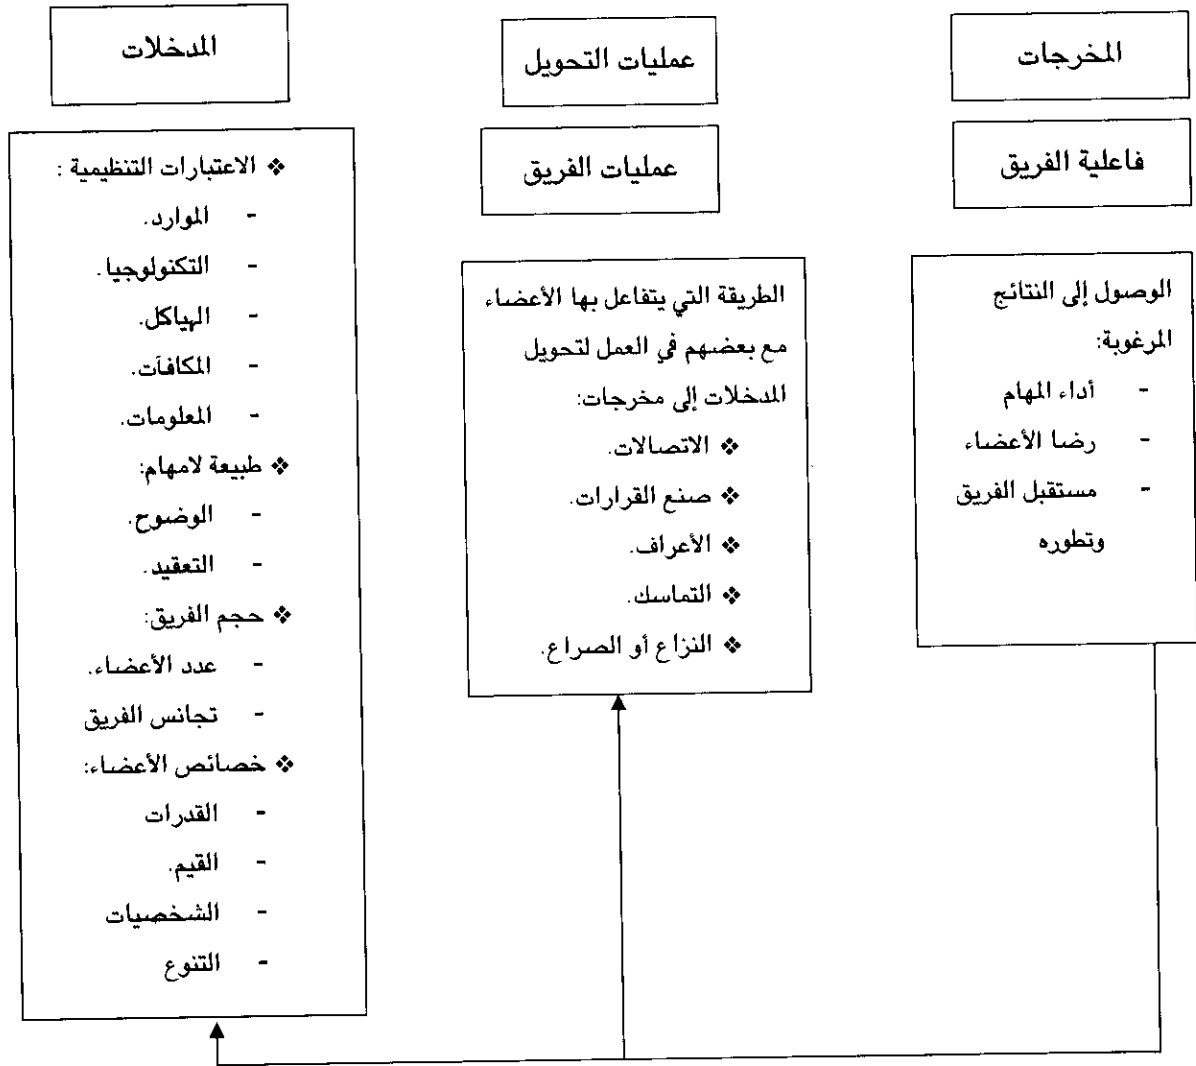 المدخلات
❖ الاعتبارات التنظيمية :
- الموارد.
- التكنولوجيا.
- الهياكل.
- المكافآت.
- المعلومات.
❖ طبيعة لامهام:
- الوضوح.
- التعقيد.
❖ حجم الفريق:
- عدد الأعضاء.
- تجانس الفريق
❖ خصائص الأعضاء:
- القدرات
- القيم.
- الشخصيات
- التنوع
عمليات التحويل
عمليات الفريق
الطريقة التي يتفاعل بها الأعضاء
مع بعضهم في العمل لتحويل
المدخلات إلى مخرجات:
❖ الاتصالات.
❖ صنع القرارات.
❖ الأعراف.
❖ التماسك.
❖ النزاع أو الصراع.
المخرجات
فاعلية الفريق
الوصول إلى النتائج
المرغوبة:
- أداء المهام
- رضا الأعضاء
- مستقبل الفريق
وتطوره